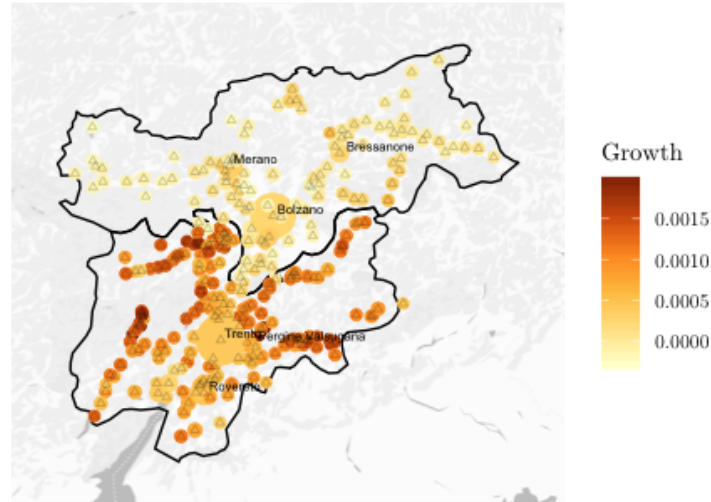 Merano
Bressanone
Bolzano
Trento
Pergine Valsugana
Rovereto
Growth
0.0015
0.0010
0.0005
0.0000